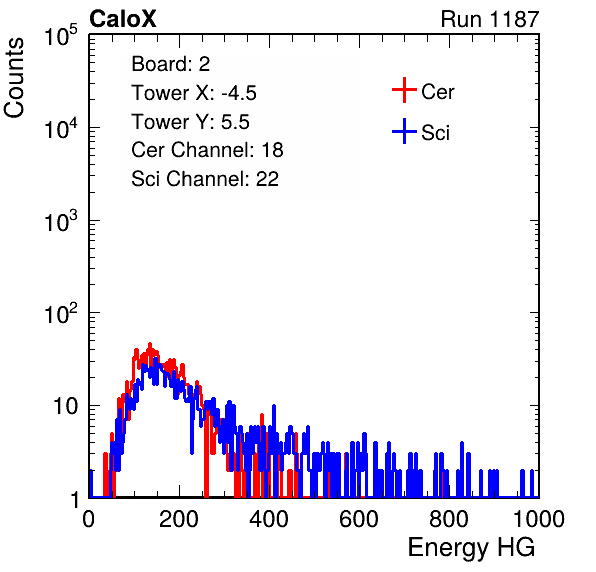 CaloX Run 1187
Counts
10^5
10^4
10^3
10^2
10
1
Board: 2
Tower X: -4.5
Tower Y: 5.5
Cer Channel: 18
Sci Channel: 22
Cer
Sci
0 200 400 600 800 1000
Energy HG